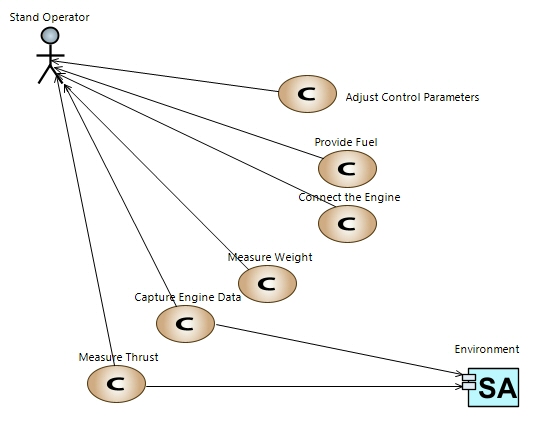 Stand Operator
C
Adjust Control Parameters
Provide Fuel
C
Connect the Engine
C
Measure Weight
C
Capture Engine Data
C
Environment
Measure Thrust
C
SA